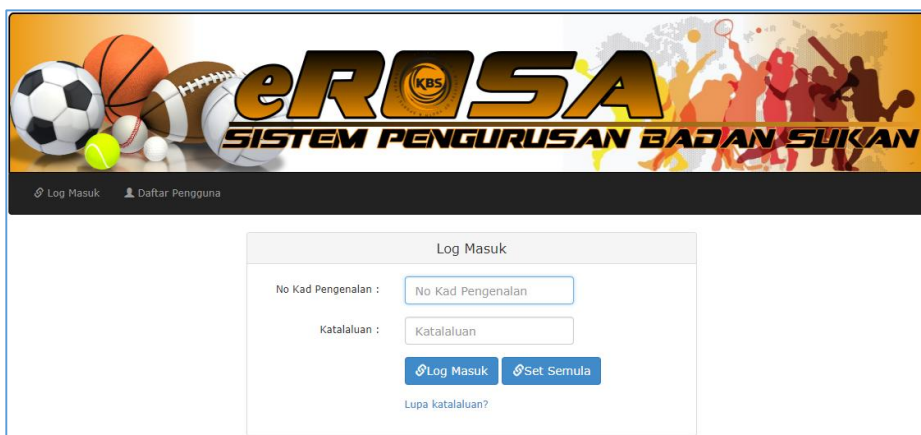 eROSA
KBS
SISTEM PENGURUSAN BADAN SUKAN
Log Masuk Daftar Pengguna
Log Masuk
No Kad Pengenalan : No Kad Pengenalan
Katalaluan : Katalaluan
Log Masuk Set Semula
Lupa katalaluan?